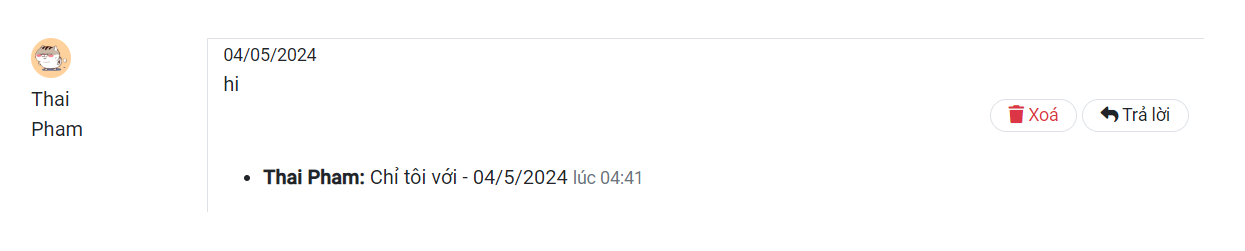 Thai
Pham
04/05/2024
hi
Xoá
Trả lời
Thai Pham: Chỉ tôi với - 04/5/2024 lúc 04:41